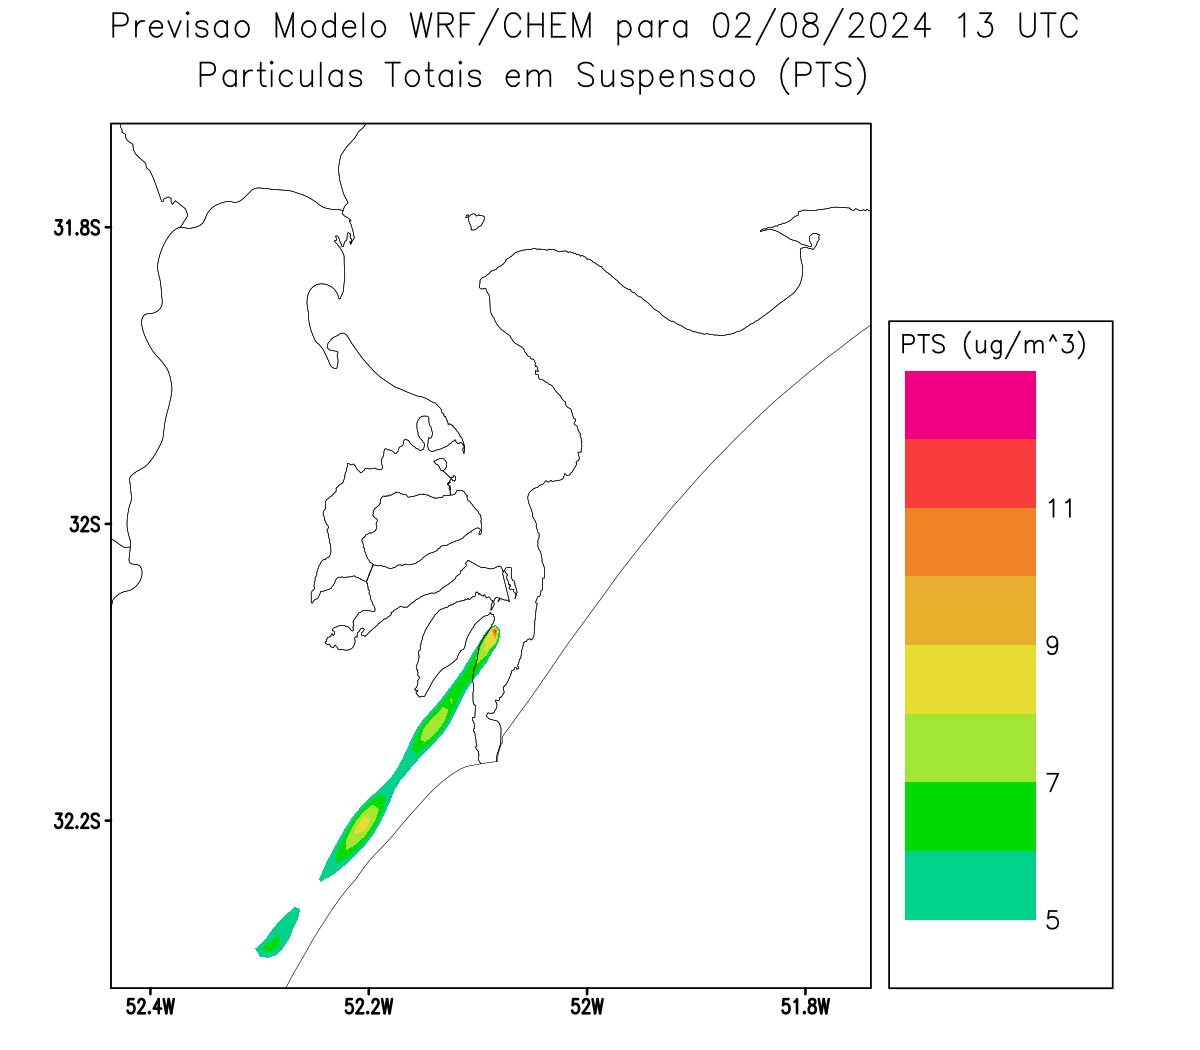 Previsao Modelo WRF/CHEM para 02/08/2024 13 UTC
Particulas Totais em Suspensao (PTS)
31.8S
32S
32.2S
52.4W
52.2W
52W
51.8W
PTS (ug/m^3)
11
9
7
5